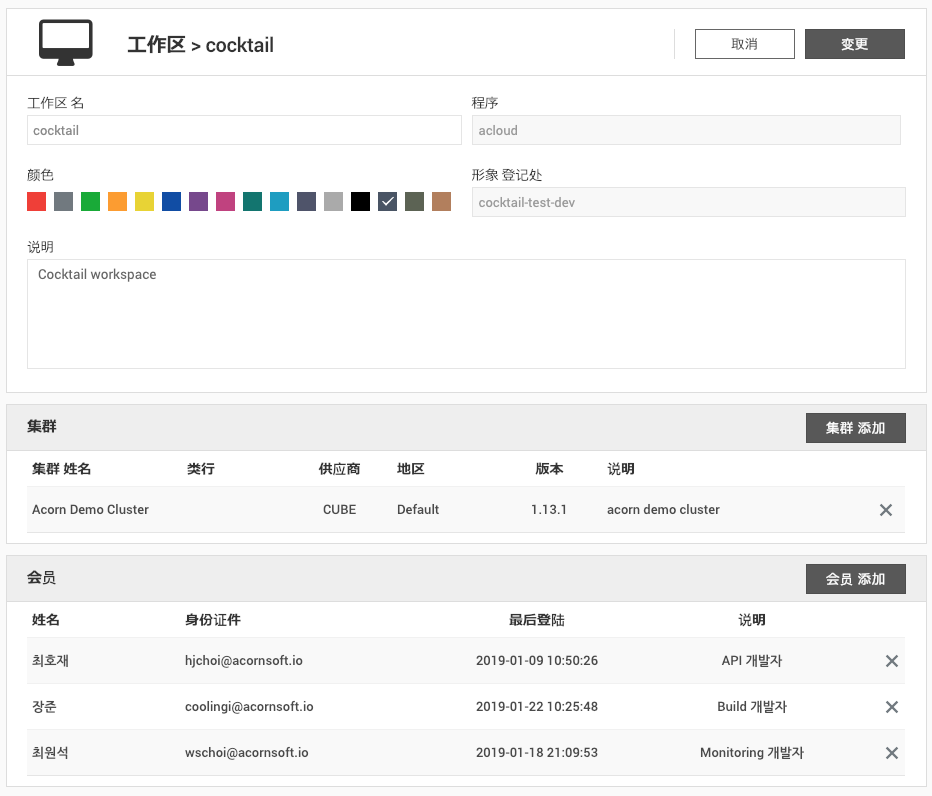 工作区 > cocktail
取消
变更
工作区 名
程序
cocktail
acloud
颜色
形象 登记处
cocktail-test-dev
说明
Cocktail workspace
集群
集群 添加
集群 姓名 类行 供应商 地区 版本 说明
Acorn Demo Cluster CUBE Default 1.13.1 acorn demo cluster
会员
会员 添加
姓名 身份证件 最后登陆 说明
최호재 hjchoi@acornsoft.io 2019-01-09 10:50:26 API 개발자
장준 coolingi@acornsoft.io 2019-01-22 10:25:48 Build 개발자
최원석 wschoi@acornsoft.io 2019-01-18 21:09:53 Monitoring 개발자